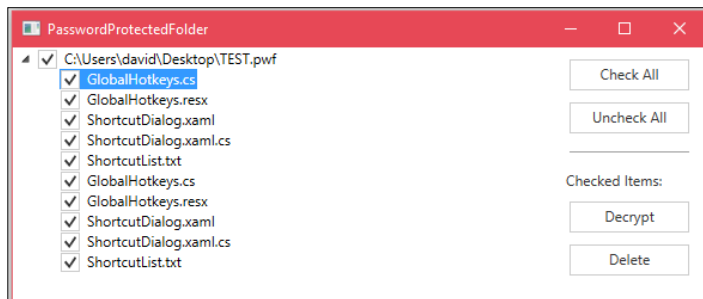 PasswordProtectedFolder
C:\Users\david\Desktop\TEST.pwf
GlobalHotkeys.cs
GlobalHotkeys.resx
ShortcutDialog.xaml
ShortcutDialog.xaml.cs
ShortcutList.txt
GlobalHotkeys.cs
GlobalHotkeys.resx
ShortcutDialog.xaml
ShortcutDialog.xaml.cs
ShortcutList.txt
Check All
Uncheck All
Checked Items:
Decrypt
Delete